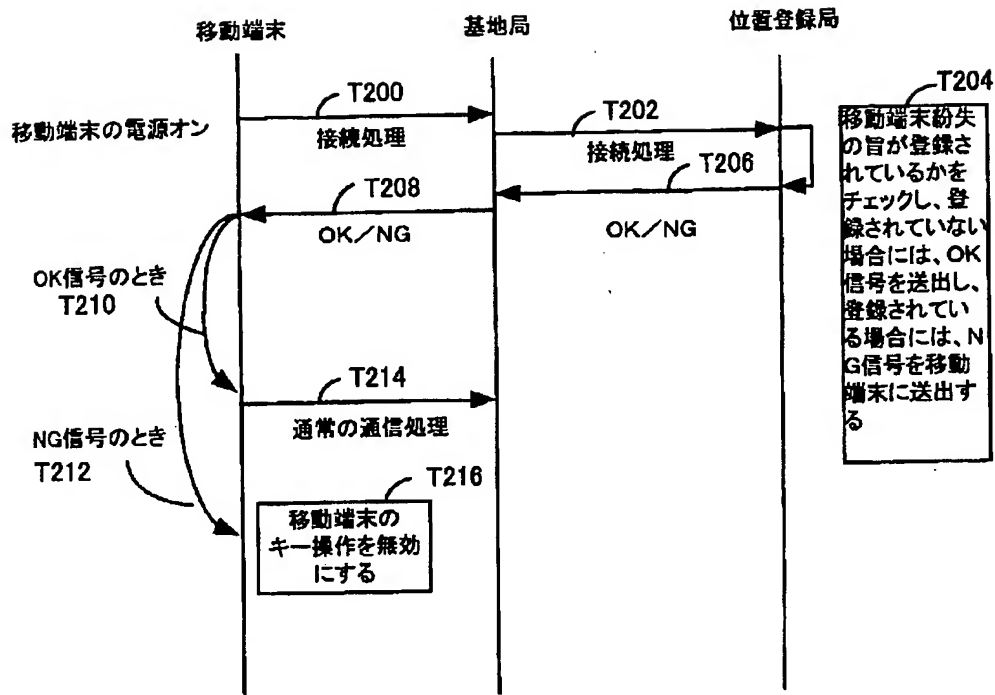 移動端末
基地局
位置登録局
T200
T204
移動端末の電源オン
接続処理
T202
接続処理
移動端末紛失
の旨が登録さ
れているかを
チェックし、登
録されていない
場合には、OK
信号を送出し、
登録されてい
る場合には、N
G信号を移動
端末に送出す
る
T206
T208
OK/NG
OK/NG
OK信号のとき
T210
T214
通常の通信処理
NG信号のとき
T212
T216
移動端末の
キー操作を無効
にする